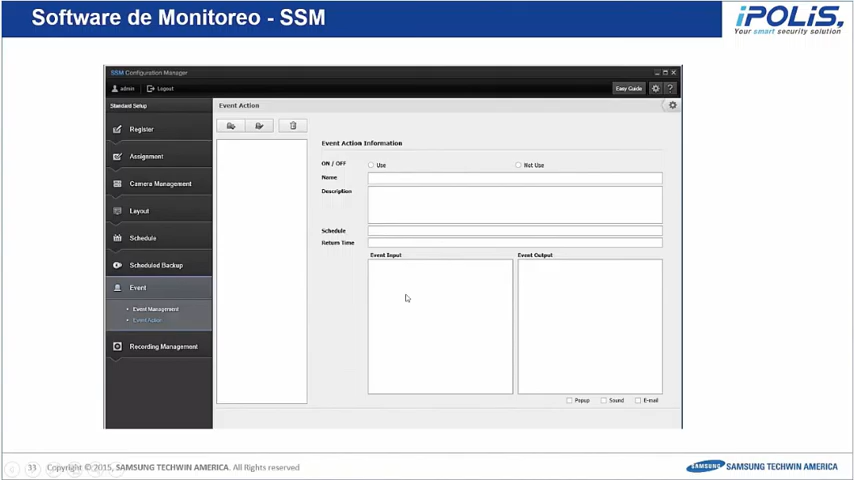 Software de Monitoreo - SSM
iPOLiS,
Your smart security solution
SSM Configuration Manager
admin Logout Easy Guide ?
Standard Setup
Event Action
Register
Assignment
Camera Management
Layout
Schedule
Scheduled Backup
Event
Event Management
Event Action
Recording Management
Event Action Information
ON / OFF Use Not Use
Name
Description
Schedule
Return Time
Event Input Event Output
Popup Sound E-mail
33 Copyright © 2015, SAMSUNG TECHWIN AMERICA. All Rights reserved
SAMSUNG SAMSUNG TECHWIN AMERICA